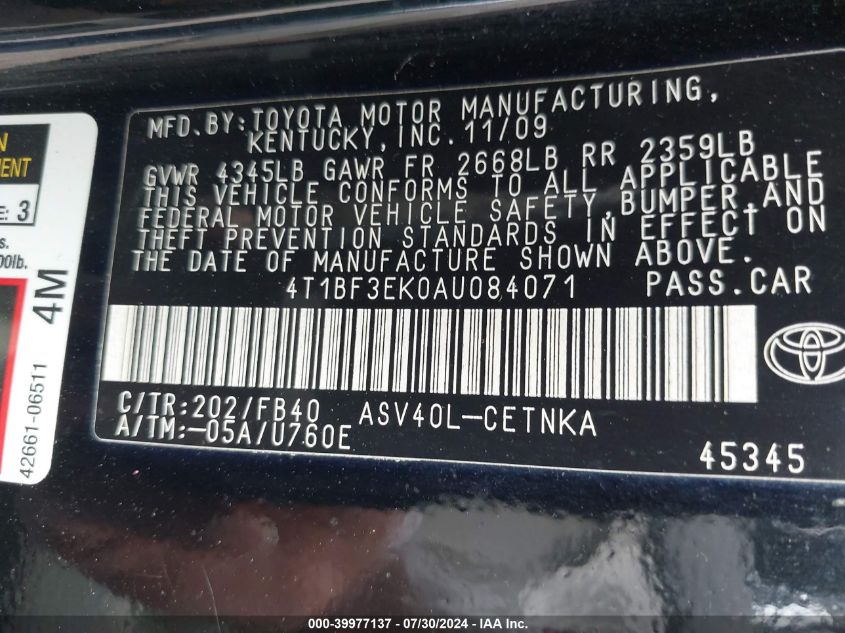 MFD.BY:TOYOTA MOTOR MANUFACTURING,
KENTUCKY,INC.11/09
GVWR 4345LB GAWR FR 2668LB RR 2359LB
THIS VEHICLE CONFORMS TO ALL APPLICABLE
FEDERAL MOTOR VEHICLE SAFETY,BUMPER,AND
THEFT PREVENTION STANDARDS IN EFFECT ON
THE DATE OF MANUFACTURE SHOWN ABOVE.
4T1BF3EK0AU084071 PASS.CAR
C/TR:202/FB40 ASV40L-CETNKA
A/TM:-05A/U760E
45345
N
MENT
E: 3
s.
00lb.
4M
42661-06511
000-39977137 / 07/30/2024 - IAA Inc.